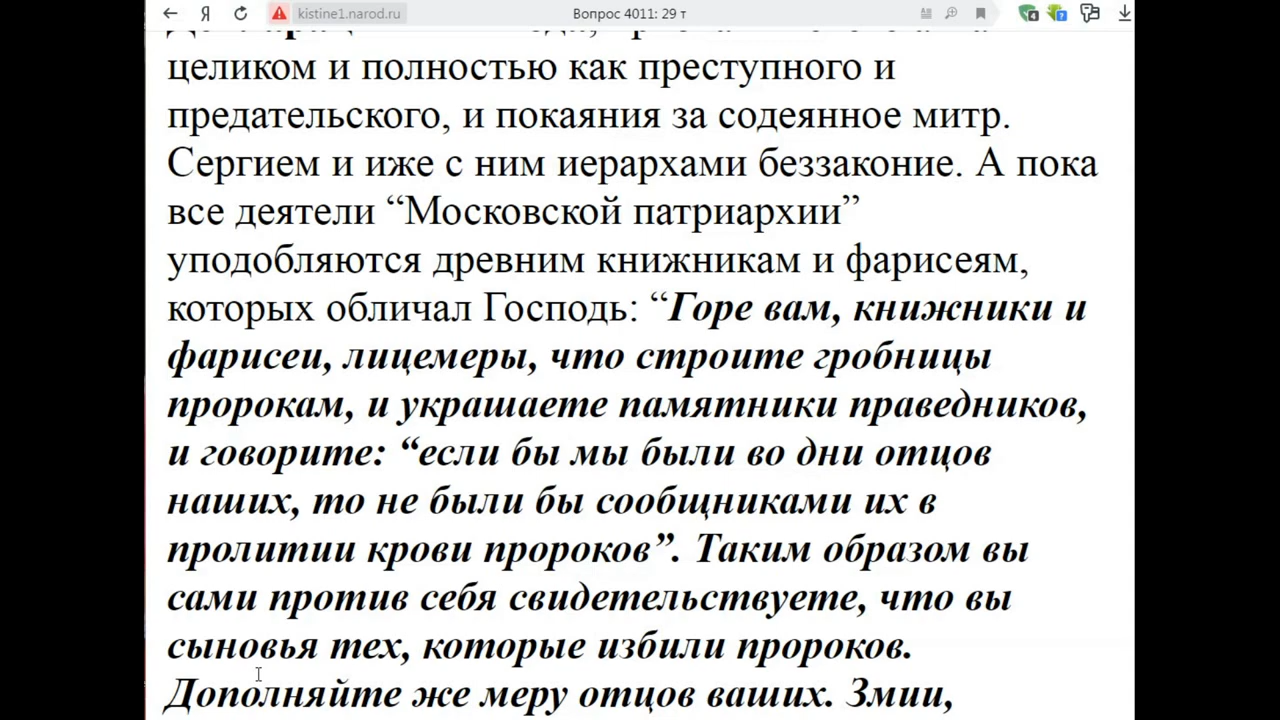 Я
kistine1.narod.ru
Вопрос 4011: 29 т
4
?
целиком и полностью как преступного и
предательского, и покаяния за содеянное митр.
Сергием и иже с ним иерархами беззаконие. А пока
все деятели “Московской патриархии”
уподобляются древним книжникам и фарисеям,
которых обличал Господь: “Горе вам, книжники и
фарисеи, лицемеры, что строите гробницы
пророкам, и украшаете памятники праведников,
и говорите: “если бы мы были во дни отцов
наших, то не были бы сообщниками их в
пролитии крови пророков”. Таким образом вы
сами против себя свидетельствуете, что вы
сыновья тех, которые избили пророков.
Дополняйте же меру отцов ваших. Змии,